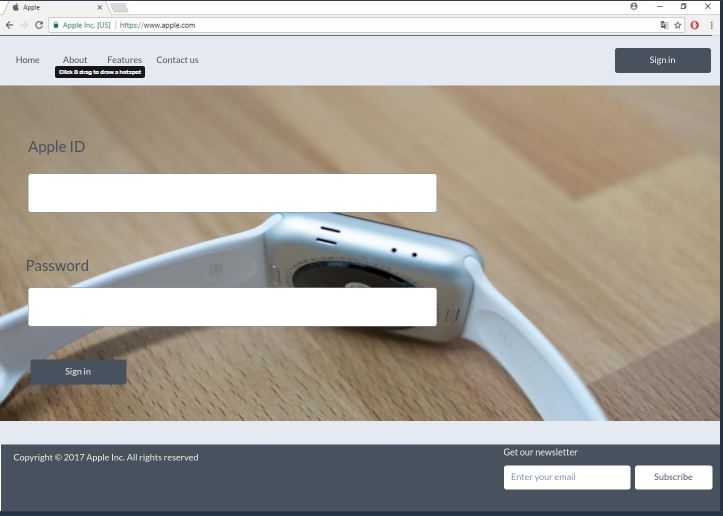 Apple
Apple Inc. [US] | https://www.apple.com
Home About Features Contact us Sign in
Click & drag to draw a hotspot
Apple ID
Password
Sign in
Get our newsletter
Copyright © 2017 Apple Inc. All rights reserved
Enter your email Subscribe